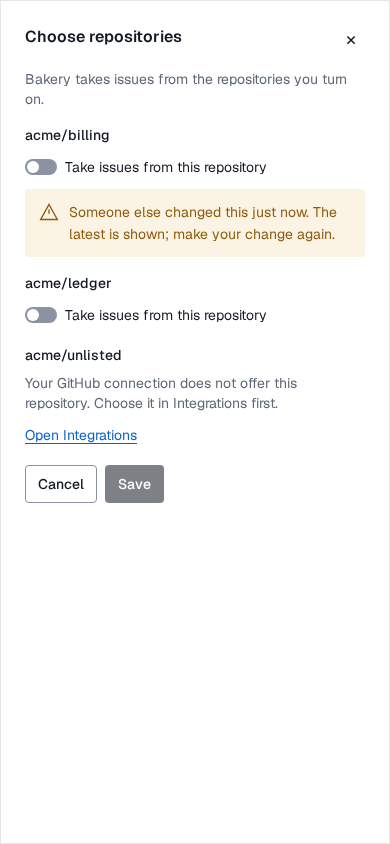 Choose repositories
Bakery takes issues from the repositories you turn
on.
acme/billing
Take issues from this repository
Someone else changed this just now. The
latest is shown; make your change again.
acme/ledger
Take issues from this repository
acme/unlisted
Your GitHub connection does not offer this
repository. Choose it in Integrations first.
Open Integrations
Cancel Save